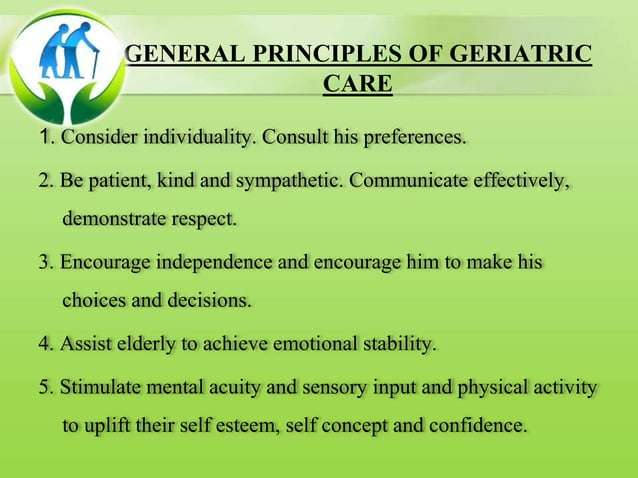 GENERAL PRINCIPLES OF GERIATRIC
CARE
1. Consider individuality. Consult his preferences.
2. Be patient, kind and sympathetic. Communicate effectively,
demonstrate respect.
3. Encourage independence and encourage him to make his
choices and decisions.
4. Assist elderly to achieve emotional stability.
5. Stimulate mental acuity and sensory input and physical activity
to uplift their self esteem, self concept and confidence.